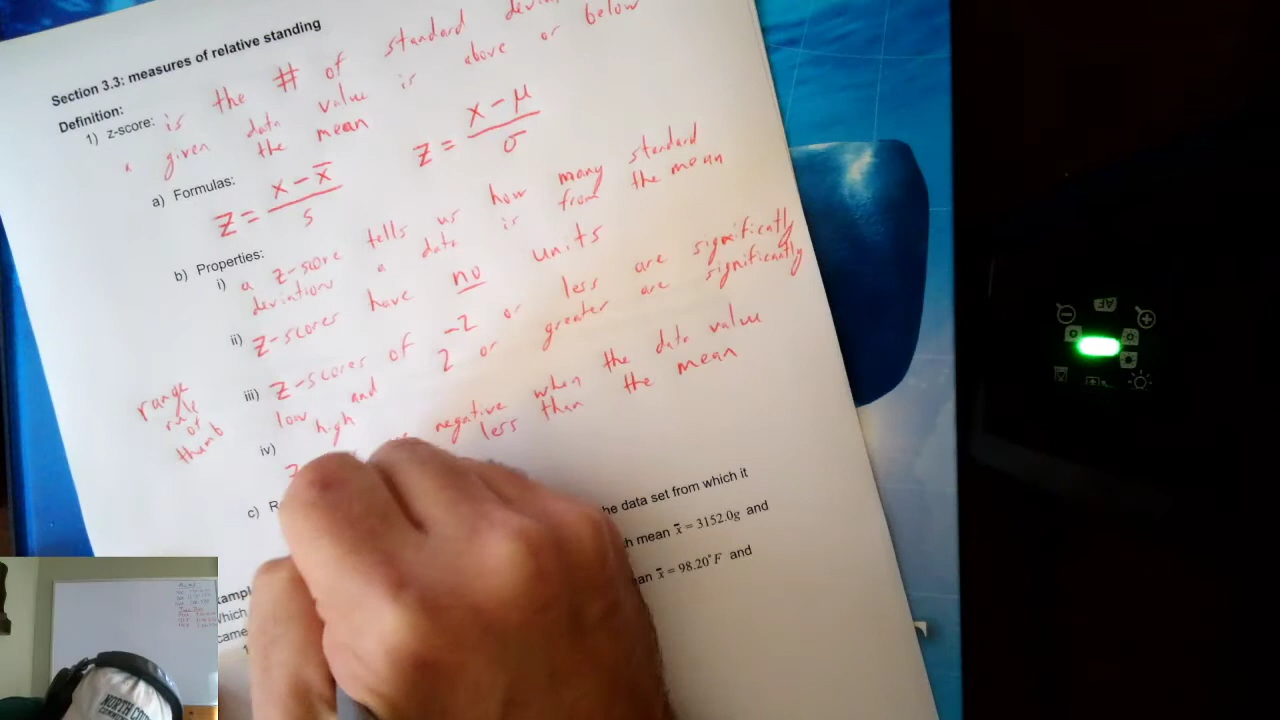 Section 3.3: measures of relative standing
Definition:
1) z-score: is the # of standard
a given data value is above or below
the mean
a) Formulas:
z = (x - x̄)/s    z = (x - μ)/σ
b) Properties:
i) a z-score tells us how many standard
deviations a data is from the mean
ii) z-scores have no units
iii) z-scores of -2 or less are significatly
low and 2 or greater are significantly
high
range
rule
of
thumb
iv)
negative when the data value
less than the mean
c)
he data set from which it
mean x̄ = 3152.0g and
x̄ = 98.20°F and
came
NORTH